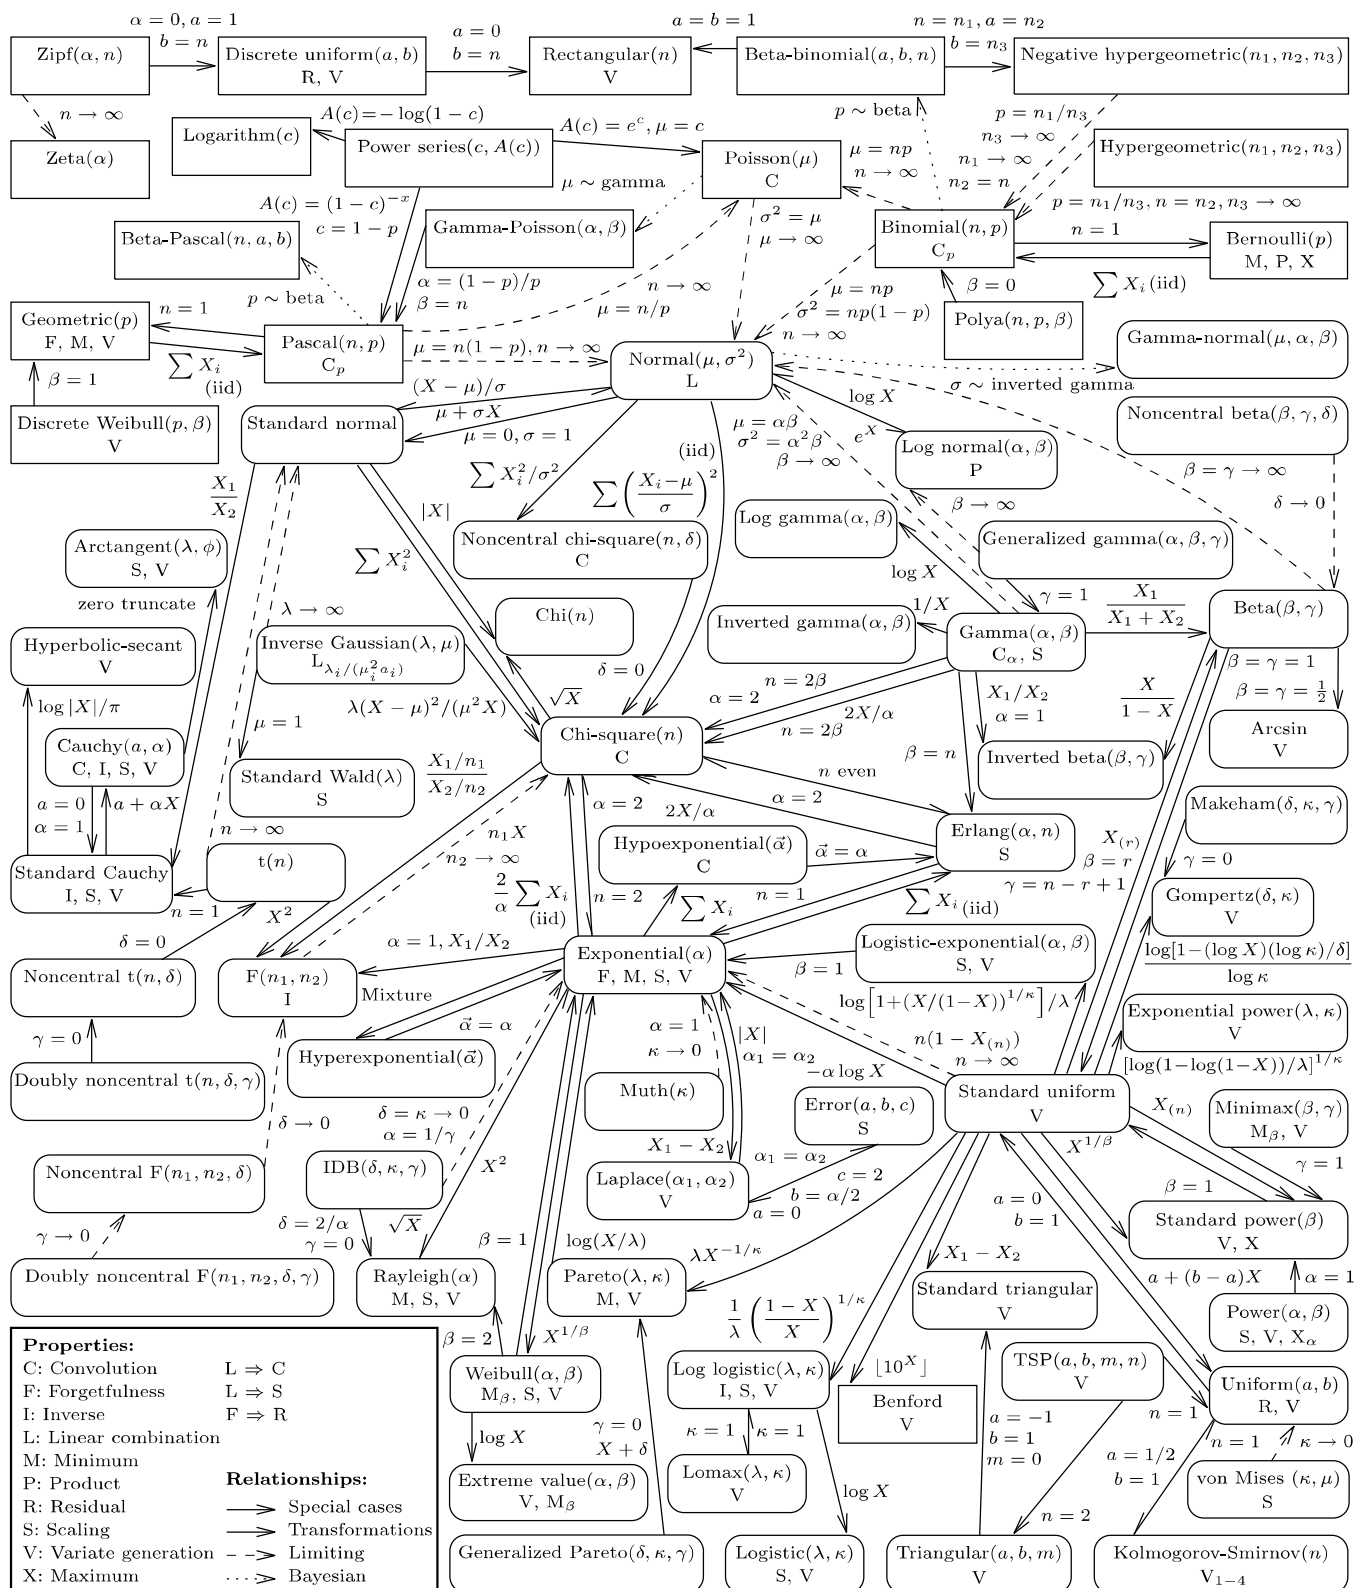 α = 0, a = 1
b = n
a = 0
b = n
a = b = 1
n = n₁, a = n₂
b = n₃
Zipf(α, n)
Discrete uniform(a, b)
R, V
Rectangular(n)
V
Beta-binomial(a, b, n)
Negative hypergeometric(n₁, n₂, n₃)
n → ∞
A(c) = − log(1 − c)
A(c) = eᶜ, μ = c
p ∼ beta
p = n₁/n₃
n₃ → ∞
n₁ → ∞
n₂ = n
Zeta(α)
Logarithm(c)
Power series(c, A(c))
Poisson(μ)
C
μ = np
n → ∞
Hypergeometric(n₁, n₂, n₃)
p = n₁/n₃, n = n₂, n₃ → ∞
A(c) = (1 − c)⁻ˣ
c = 1 − p
μ ∼ gamma
σ² = μ
μ → ∞
Beta-Pascal(n, a, b)
Gamma-Poisson(α, β)
Binomial(n, p)
Cₚ
n = 1
Bernoulli(p)
M, P, X
∑ Xᵢ (iid)
p ∼ beta
α = (1 − p)/p
β = n
n → ∞
μ = n/p
μ = np
σ² = np(1 − p)
n → ∞
β = 0
Polya(n, p, β)
Geometric(p)
F, M, V
n = 1
∑ Xᵢ
(iid)
Pascal(n, p)
Cₚ
μ = n(1 − p), n → ∞
Normal(μ, σ²)
L
Gamma-normal(μ, α, β)
σ ∼ inverted gamma
β = 1
Discrete Weibull(p, β)
V
Standard normal
(X − μ)/σ
μ + σX
μ = 0, σ = 1
log X
eˣ
μ = αβ
σ² = α²β
β → ∞
Log normal(α, β)
P
Noncentral beta(β, γ, δ)
β = γ → ∞
δ → 0
X₁
X₂
|X|
∑ Xᵢ²
∑ Xᵢ²/σ²
(iid)
∑ (Xᵢ−μ / σ)²
Noncentral chi-square(n, δ)
C
Log gamma(α, β)
log X
β → ∞
Generalized gamma(α, β, γ)
γ = 1
Arctangent(λ, φ)
S, V
zero truncate
λ → ∞
Chi(n)
Inverse Gaussian(λ, μ)
L λᵢ/(μᵢ²aᵢ)
δ = 0
Inverted gamma(α, β)
1/X
Gamma(α, β)
C_α, S
X₁
X₁ + X₂
Beta(β, γ)
Hyperbolic-secant
V
log |X|/π
μ = 1
λ(X − μ)²/(μ²X)
√X
Chi-square(n)
C
α = 2
n = 2β
2X/α
n = 2β
X₁/X₂
α = 1
β = n
Inverted beta(β, γ)
X
1 − X
β = γ = 1
β = γ = 1/2
Arcsin
V
Cauchy(a, α)
C, I, S, V
a = 0
α = 1
a + αX
Standard Wald(λ)
S
X₁/n₁
X₂/n₂
n₁X
n₂ → ∞
α = 2
n even
α = 2
2X/α
Erlang(α, n)
S
Makeham(δ, κ, γ)
γ = 0
n → ∞
Standard Cauchy
I, S, V
t(n)
n = 1
X²
Hypoexponential(α⃗)
C
α⃗ = α
n = 2
2
α
∑ Xᵢ
(iid)
∑ Xᵢ
n = 1
∑ Xᵢ (iid)
X₍ᵣ₎
β = r
γ = n − r + 1
Gompertz(δ, κ)
V
log[1−(log X)(log κ)/δ]
log κ
δ = 0
Noncentral t(n, δ)
F(n₁, n₂)
I
α = 1, X₁/X₂
Mixture
Exponential(α)
F, M, S, V
β = 1
Logistic-exponential(α, β)
S, V
log[1+(X/(1−X))^1/κ]/λ
Exponential power(λ, κ)
V
[log(1−log(1−X))/λ]^1/κ
γ = 0
Doubly noncentral t(n, δ, γ)
Hyperexponential(α⃗)
α⃗ = α
α = 1
κ → 0
|X|
α₁ = α₂
n(1 − X₍ₙ₎)
n → ∞
−α log X
Muth(κ)
Error(a, b, c)
S
Standard uniform
V
X₍ₙ₎
X^1/β
Minimax(β, γ)
M_β, V
γ = 1
δ → 0
δ = κ → 0
α = 1/γ
X²
X₁ − X₂
α₁ = α₂
c = 2
b = α/2
a = 0
Noncentral F(n₁, n₂, δ)
IDB(δ, κ, γ)
Laplace(α₁, α₂)
V
a = 0
b = 1
β = 1
Standard power(β)
V, X
γ → 0
δ = 2/α
γ = 0
√X
β = 1
log(X/λ)
λX^−1/κ
X₁ − X₂
a + (b − a)X
α = 1
Doubly noncentral F(n₁, n₂, δ, γ)
Rayleigh(α)
M, S, V
Pareto(λ, κ)
M, V
Standard triangular
V
Power(α, β)
S, V, X_α
1
λ
(1 − X / X)^1/κ
β = 2
X^1/β
Weibull(α, β)
M_β, S, V
Log logistic(λ, κ)
I, S, V
⌊10ˣ⌋
Benford
V
TSP(a, b, m, n)
V
Uniform(a, b)
R, V
n = 1
n = 1
κ → 0
log X
γ = 0
X + δ
κ = 1
κ = 1
a = −1
b = 1
m = 0
a = 1/2
b = 1
Extreme value(α, β)
V, M_β
Lomax(λ, κ)
V
log X
von Mises (κ, μ)
S
n = 2
Generalized Pareto(δ, κ, γ)
Logistic(λ, κ)
S, V
Triangular(a, b, m)
V
Kolmogorov-Smirnov(n)
V₁₋₄
Properties:
C: Convolution L ⇒ C
F: Forgetfulness L ⇒ S
I: Inverse F ⇒ R
L: Linear combination
M: Minimum
P: Product
R: Residual
S: Scaling
V: Variate generation
X: Maximum
Relationships:
Special cases
Transformations
Limiting
Bayesian